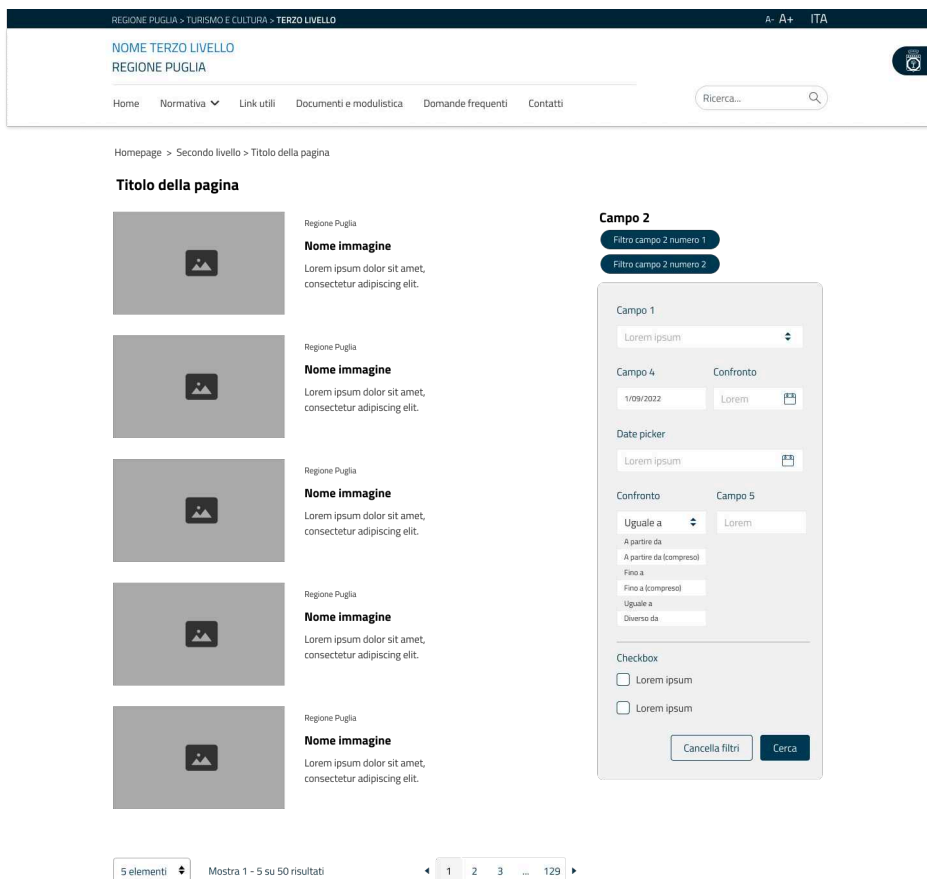 REGIONE PUGLIA > TURISMO E CULTURA > TERZO LIVELLO
A- A+ ITA
NOME TERZO LIVELLO
REGIONE PUGLIA
Home Normativa Link utili Documenti e modulistica Domande frequenti Contatti
Ricerca...
Homepage > Secondo livello > Titolo della pagina
Titolo della pagina
Regione Puglia
Nome immagine
Lorem ipsum dolor sit amet,
consectetur adipiscing elit.
Regione Puglia
Nome immagine
Lorem ipsum dolor sit amet,
consectetur adipiscing elit.
Regione Puglia
Nome immagine
Lorem ipsum dolor sit amet,
consectetur adipiscing elit.
Regione Puglia
Nome immagine
Lorem ipsum dolor sit amet,
consectetur adipiscing elit.
Regione Puglia
Nome immagine
Lorem ipsum dolor sit amet,
consectetur adipiscing elit.
Campo 2
Filtro campo 2 numero 1
Filtro campo 2 numero 2
Campo 1
Lorem ipsum
Campo 4 Confronto
1/09/2022 Lorem
Date picker
Lorem ipsum
Confronto Campo 5
Uguale a Lorem
A partire da
A partire da (compreso)
Fino a
Fino a (compreso)
Uguale a
Diverso da
Checkbox
Lorem ipsum
Lorem ipsum
Cancella filtri Cerca
5 elementi Mostra 1 - 5 su 50 risultati 1 2 3 ... 129